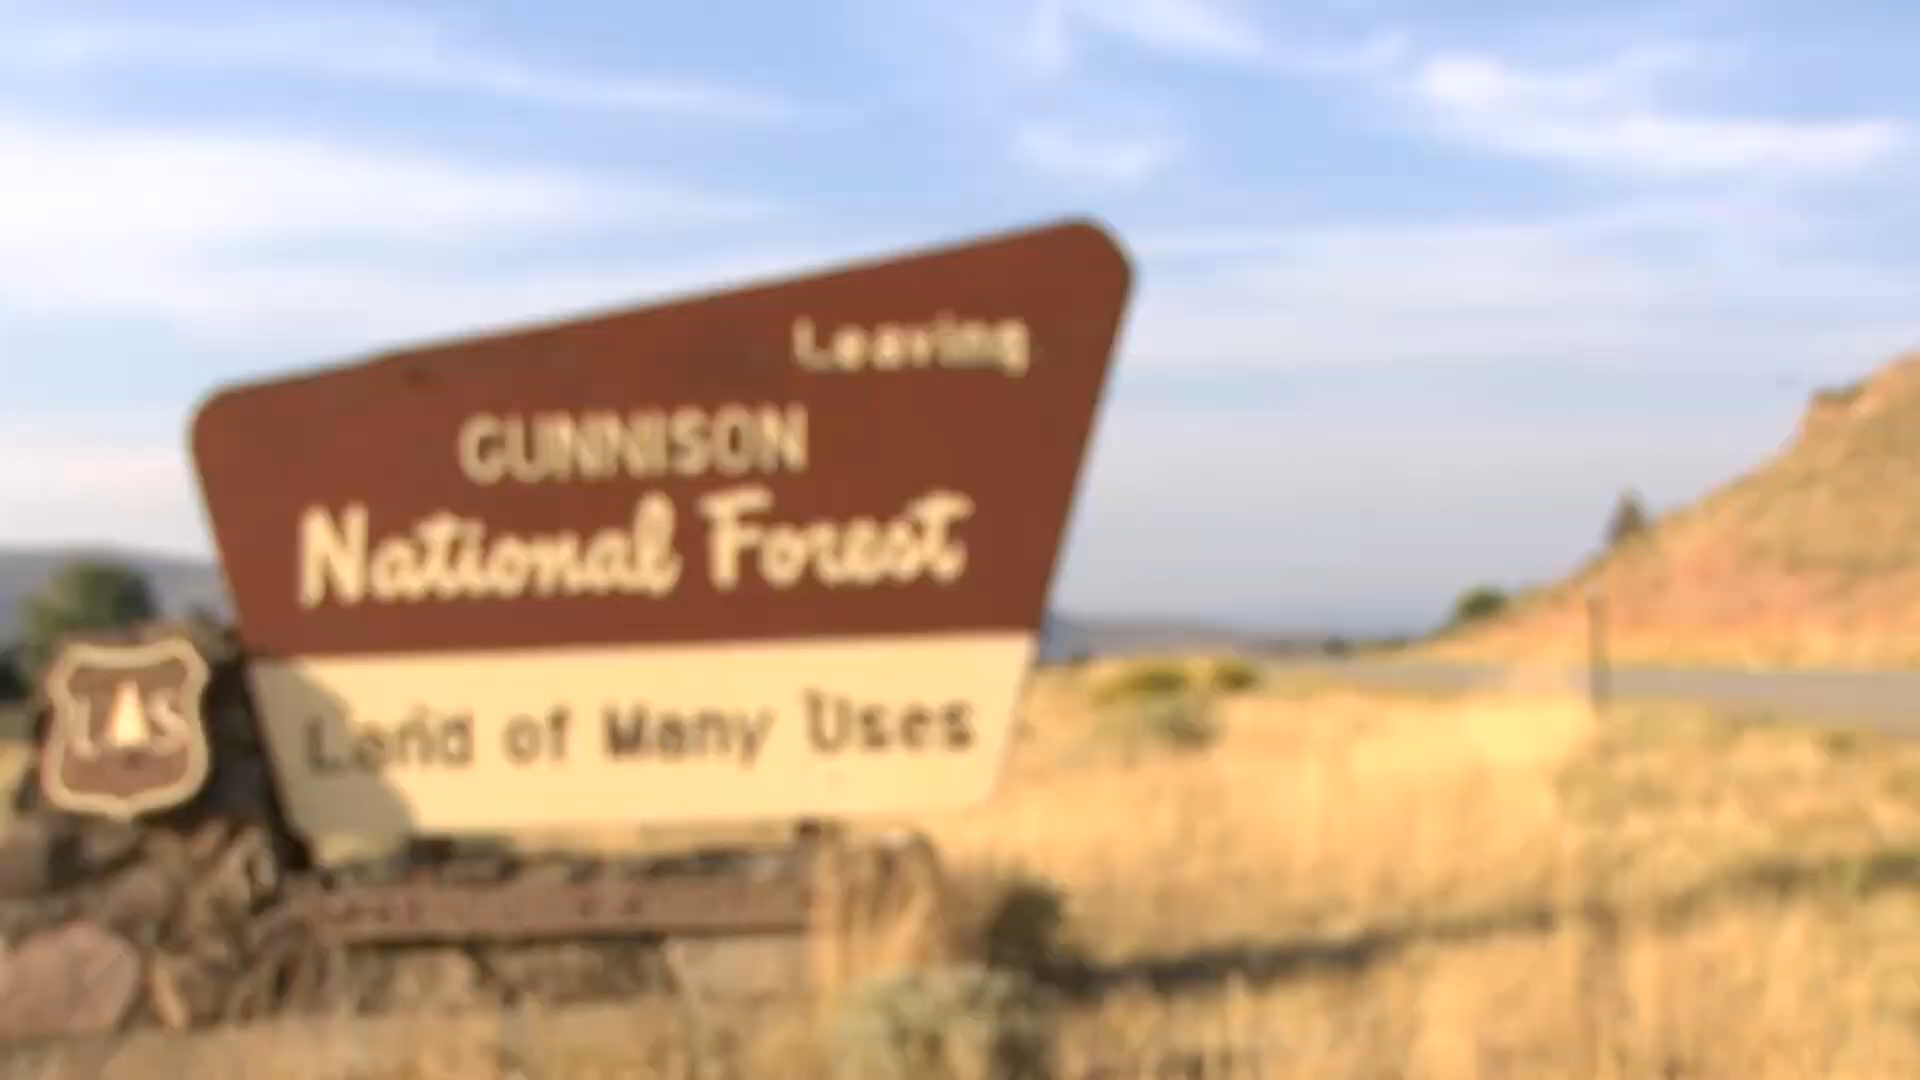 Leaving
GUNNISON
National Forest
Land of Many Uses
U S